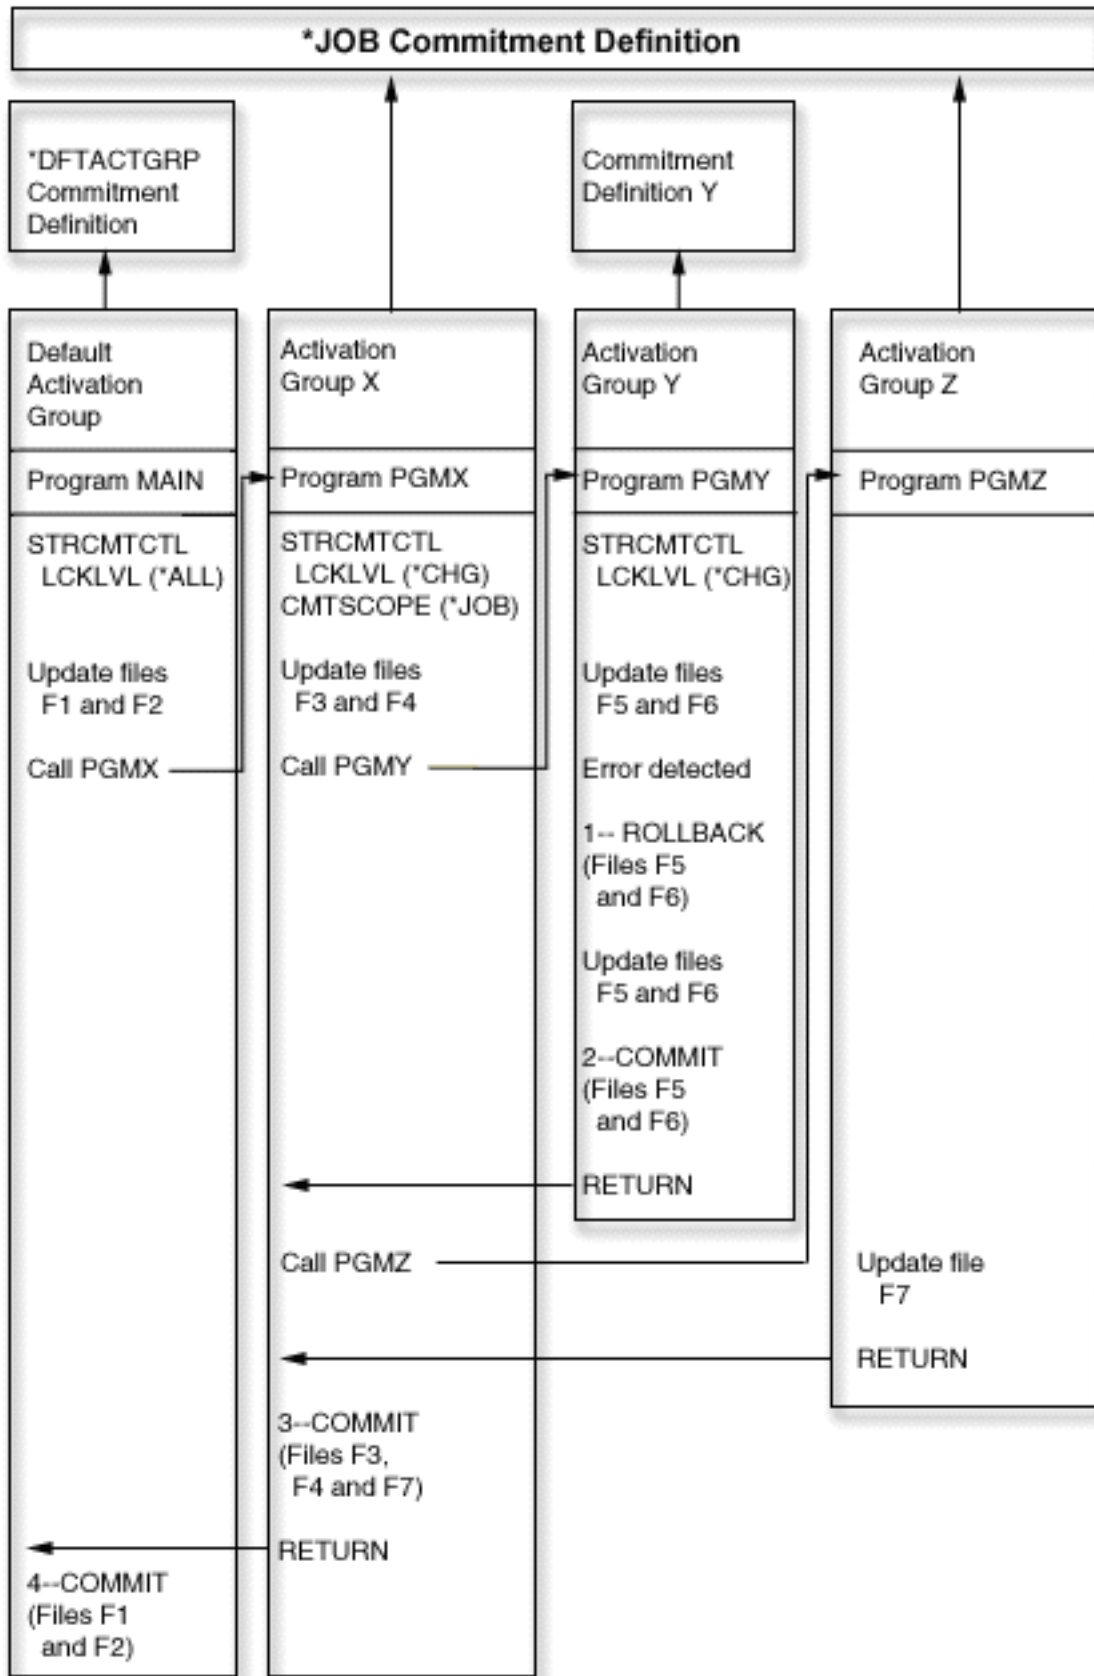 *JOB Commitment Definition
*DFTACTGRP
Commitment
Definition
Commitment
Definition Y
Default
Activation
Group
Activation
Group X
Activation
Group Y
Activation
Group Z
Program MAIN
Program PGMX
Program PGMY
Program PGMZ
STRCMTCTL
LCKLVL (*ALL)
Update files
F1 and F2
Call PGMX
STRCMTCTL
LCKLVL (*CHG)
CMTSCOPE (*JOB)
Update files
F3 and F4
Call PGMY
STRCMTCTL
LCKLVL (*CHG)
Update files
F5 and F6
Error detected
1-- ROLLBACK
(Files F5
and F6)
Update files
F5 and F6
2--COMMIT
(Files F5
and F6)
RETURN
Call PGMZ
Update file
F7
RETURN
3--COMMIT
(Files F3,
F4 and F7)
RETURN
4--COMMIT
(Files F1
and F2)